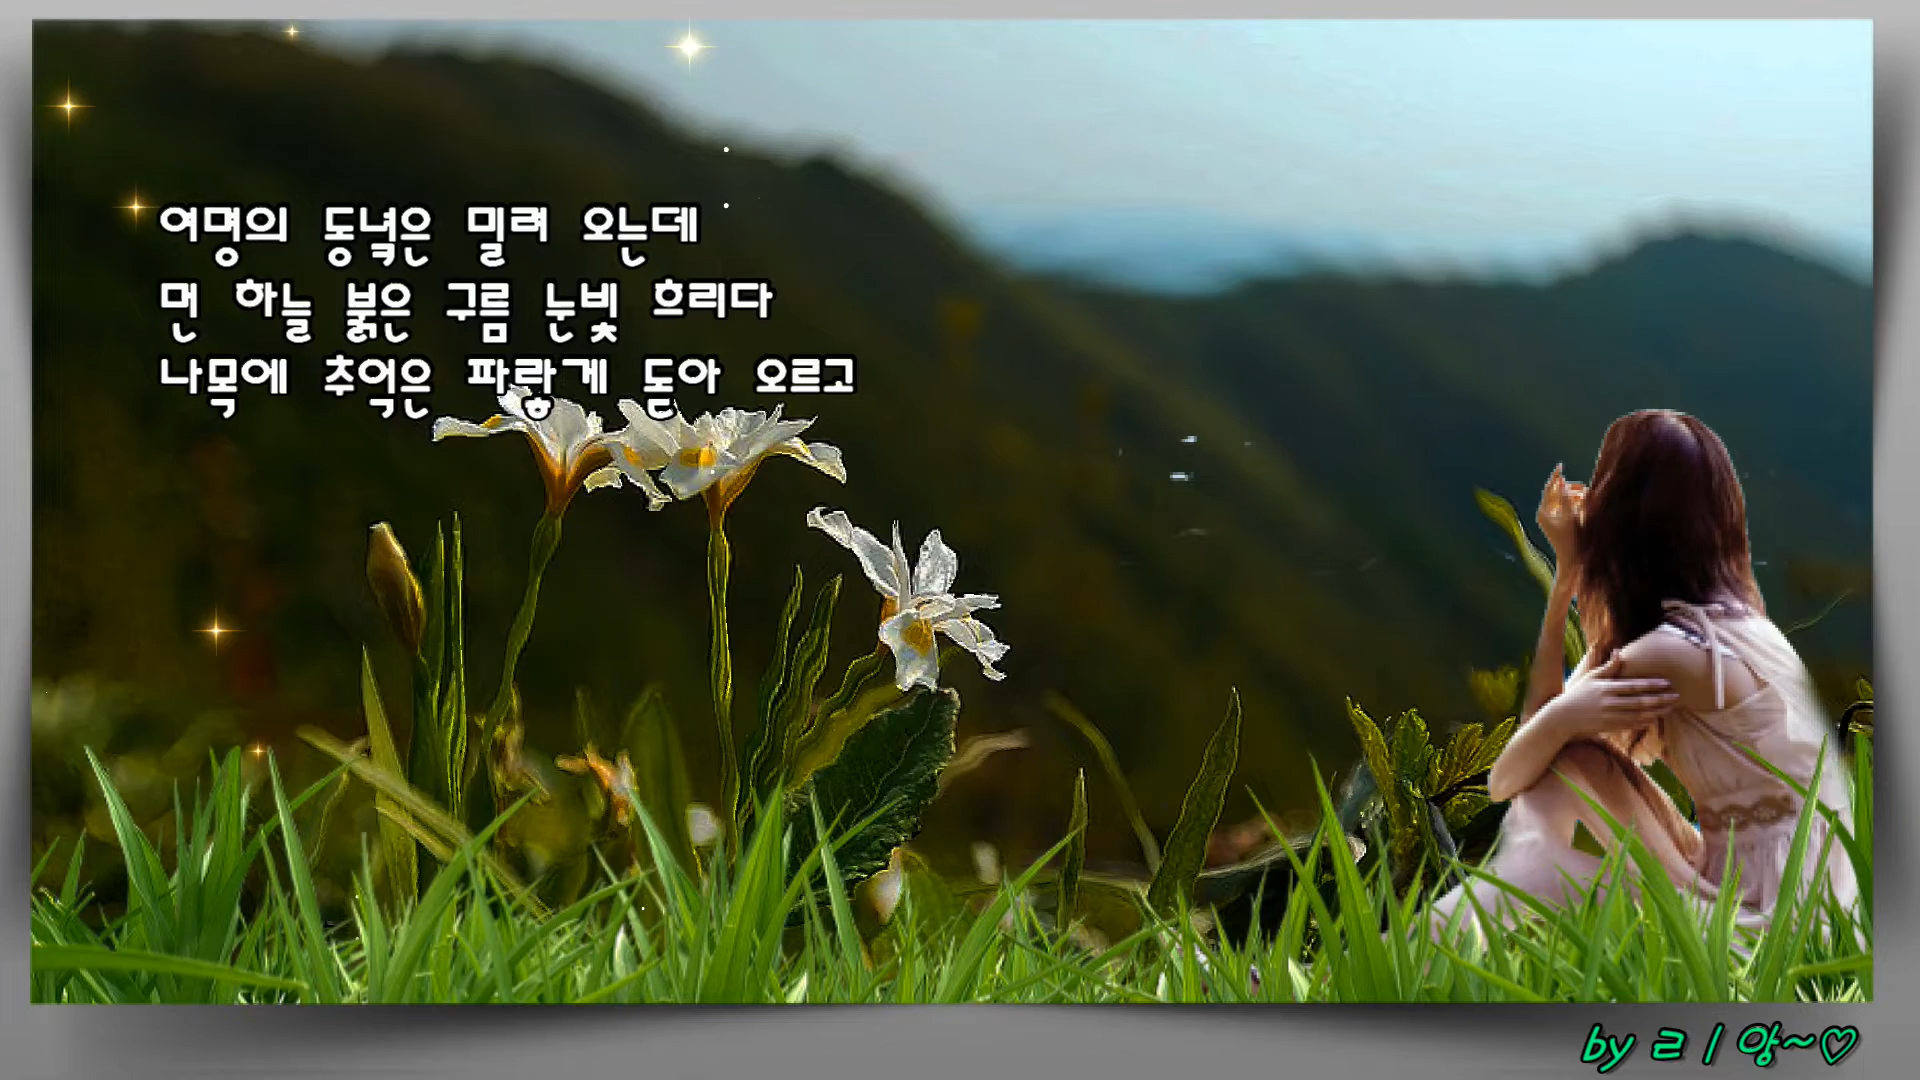 여명의 동녘은 밀려 오는데
먼 하늘 붉은 구름 눈빛 흐리다
나목에 추억은 파랗게 돋아 오르고
by 리 / 양~♡